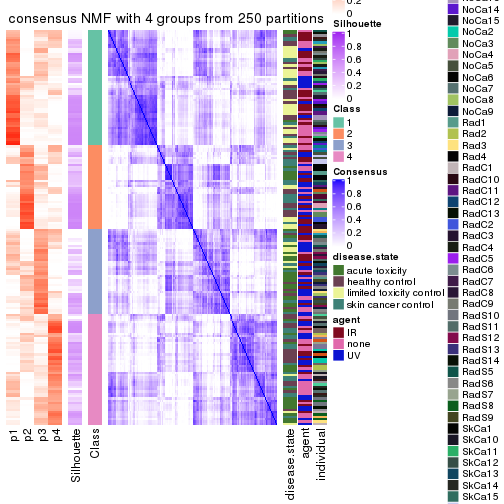 consensus NMF with 4 groups from 250 partitions
p1
p2
p3
p4
Silhouette
Class
disease.state
agent
individual
0.2
0
Silhouette
1
0.8
0.6
0.4
0.2
0
Class
1
2
3
4
Consensus
1
0.8
0.6
0.4
0.2
0
disease.state
acute toxicity
healthy control
limited toxicity control
skin cancer control
agent
IR
none
UV
NoCa14
NoCa15
NoCa2
NoCa3
NoCa4
NoCa5
NoCa6
NoCa7
NoCa8
NoCa9
Rad1
Rad2
Rad3
Rad4
RadC1
RadC10
RadC11
RadC12
RadC13
RadC2
RadC3
RadC4
RadC5
RadC6
RadC7
RadC8
RadC9
RadS10
RadS11
RadS12
RadS13
RadS14
RadS5
RadS6
RadS7
RadS8
RadS9
SkCa1
SkCa10
SkCa11
SkCa12
SkCa13
SkCa14
SkCa15